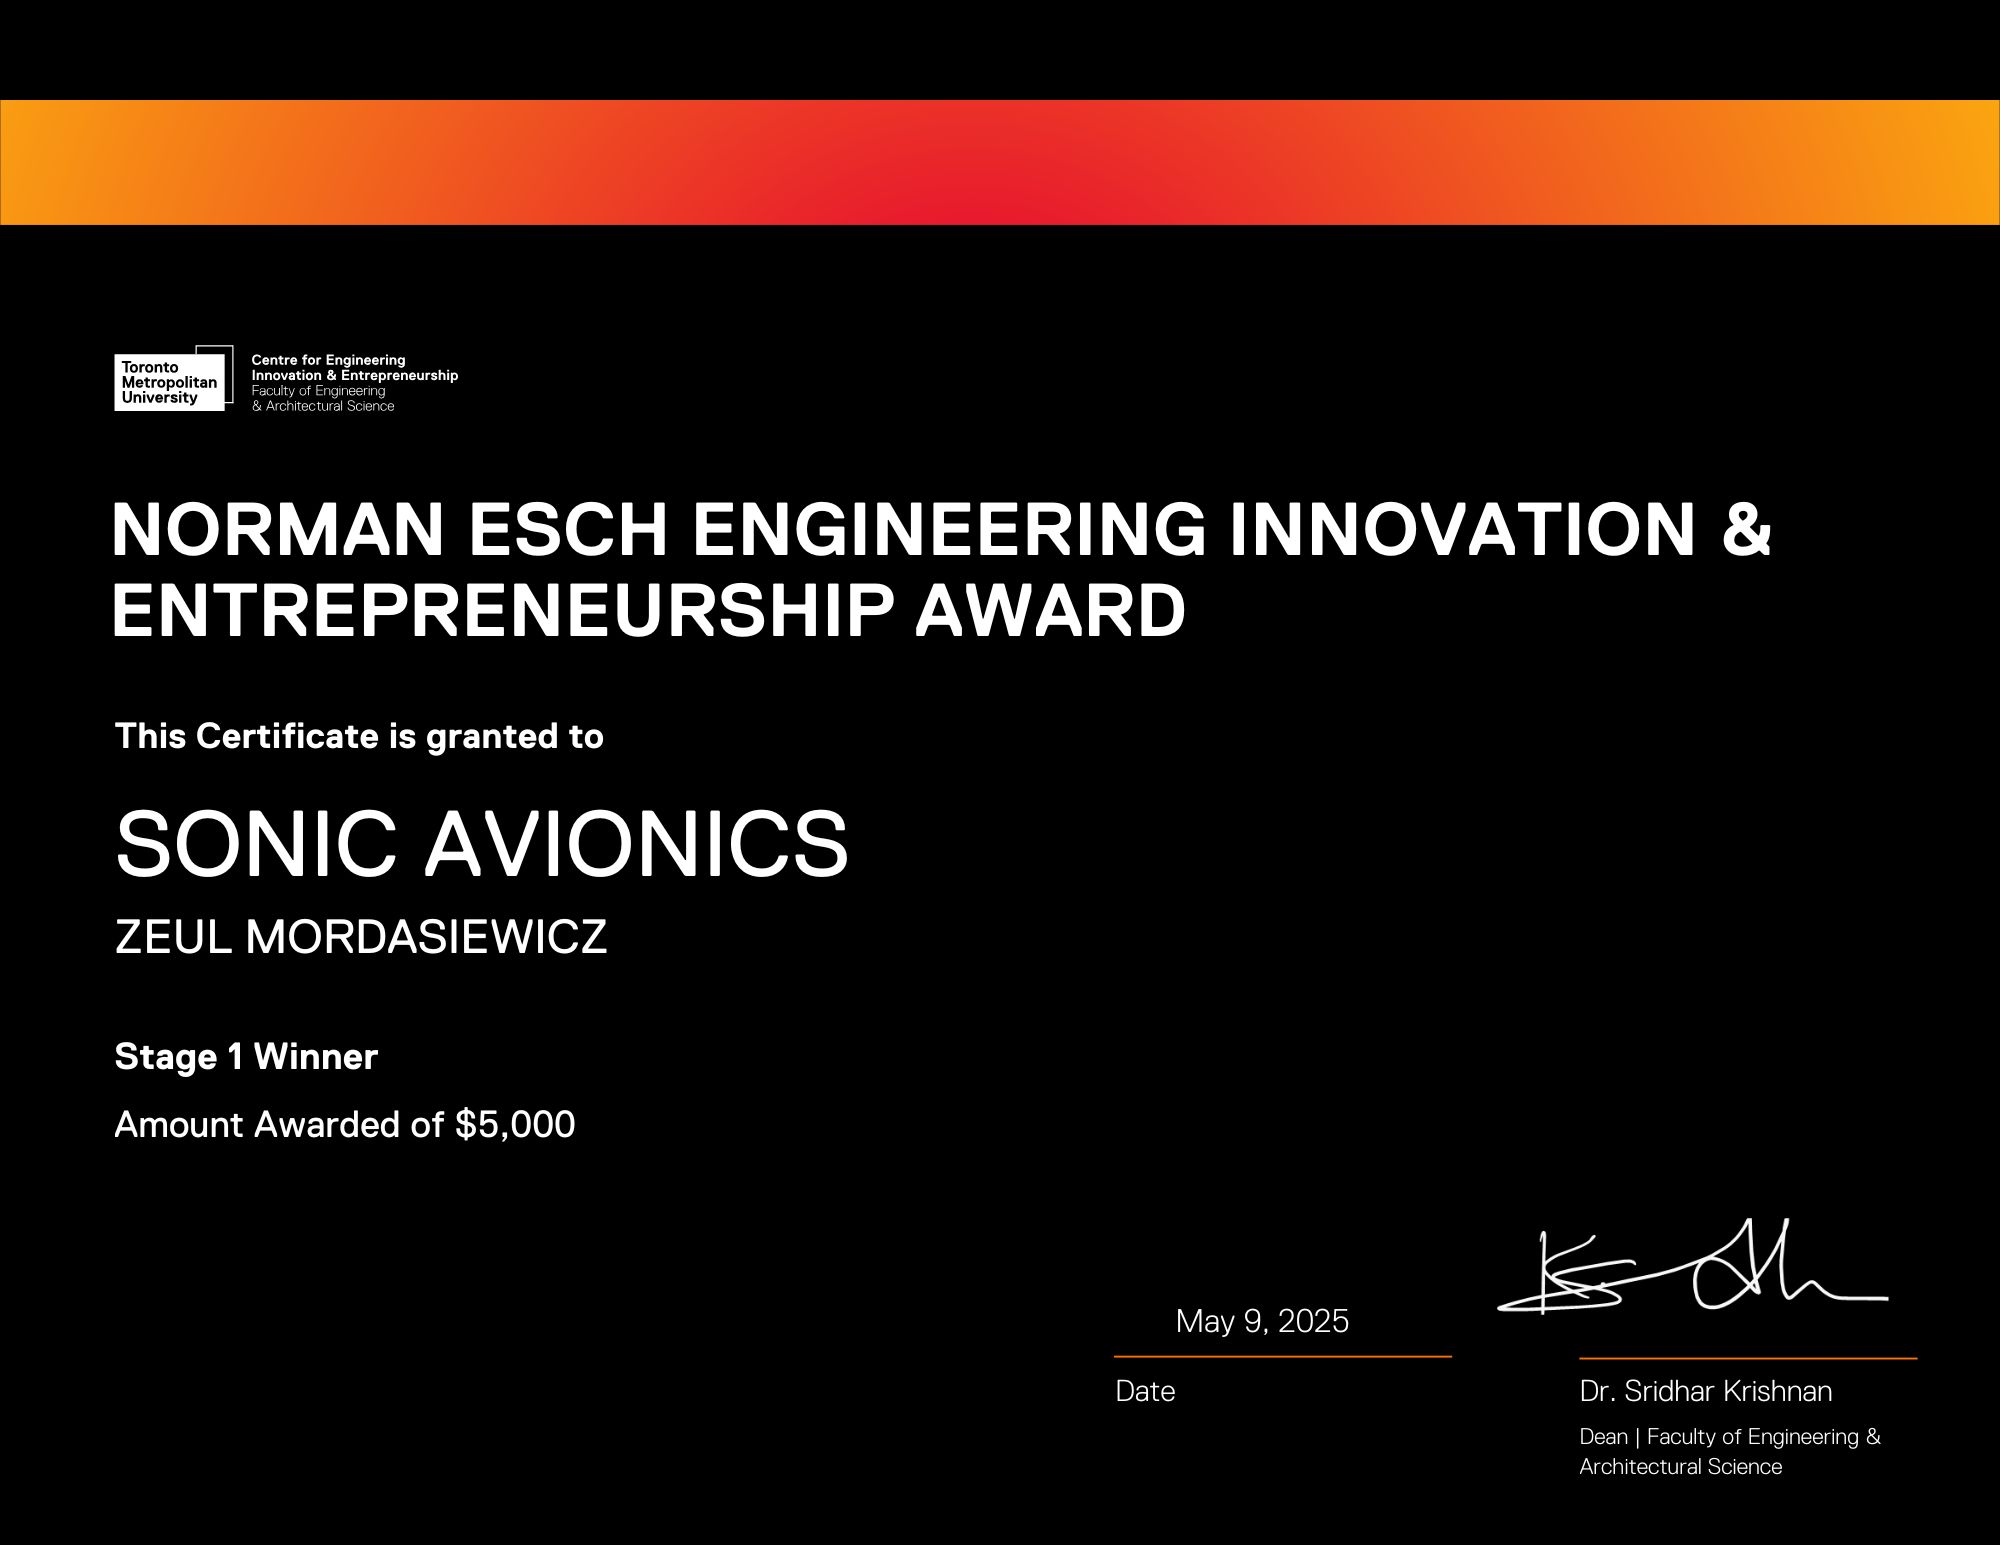 Toronto
Metropolitan
University
Centre for Engineering
Innovation & Entrepreneurship
Faculty of Engineering
& Architectural Science
NORMAN ESCH ENGINEERING INNOVATION &
ENTREPRENEURSHIP AWARD
This Certificate is granted to
SONIC AVIONICS
ZEUL MORDASIEWICZ
Stage 1 Winner
Amount Awarded of $5,000
May 9, 2025
Date
Dr. Sridhar Krishnan
Dean | Faculty of Engineering &
Architectural Science